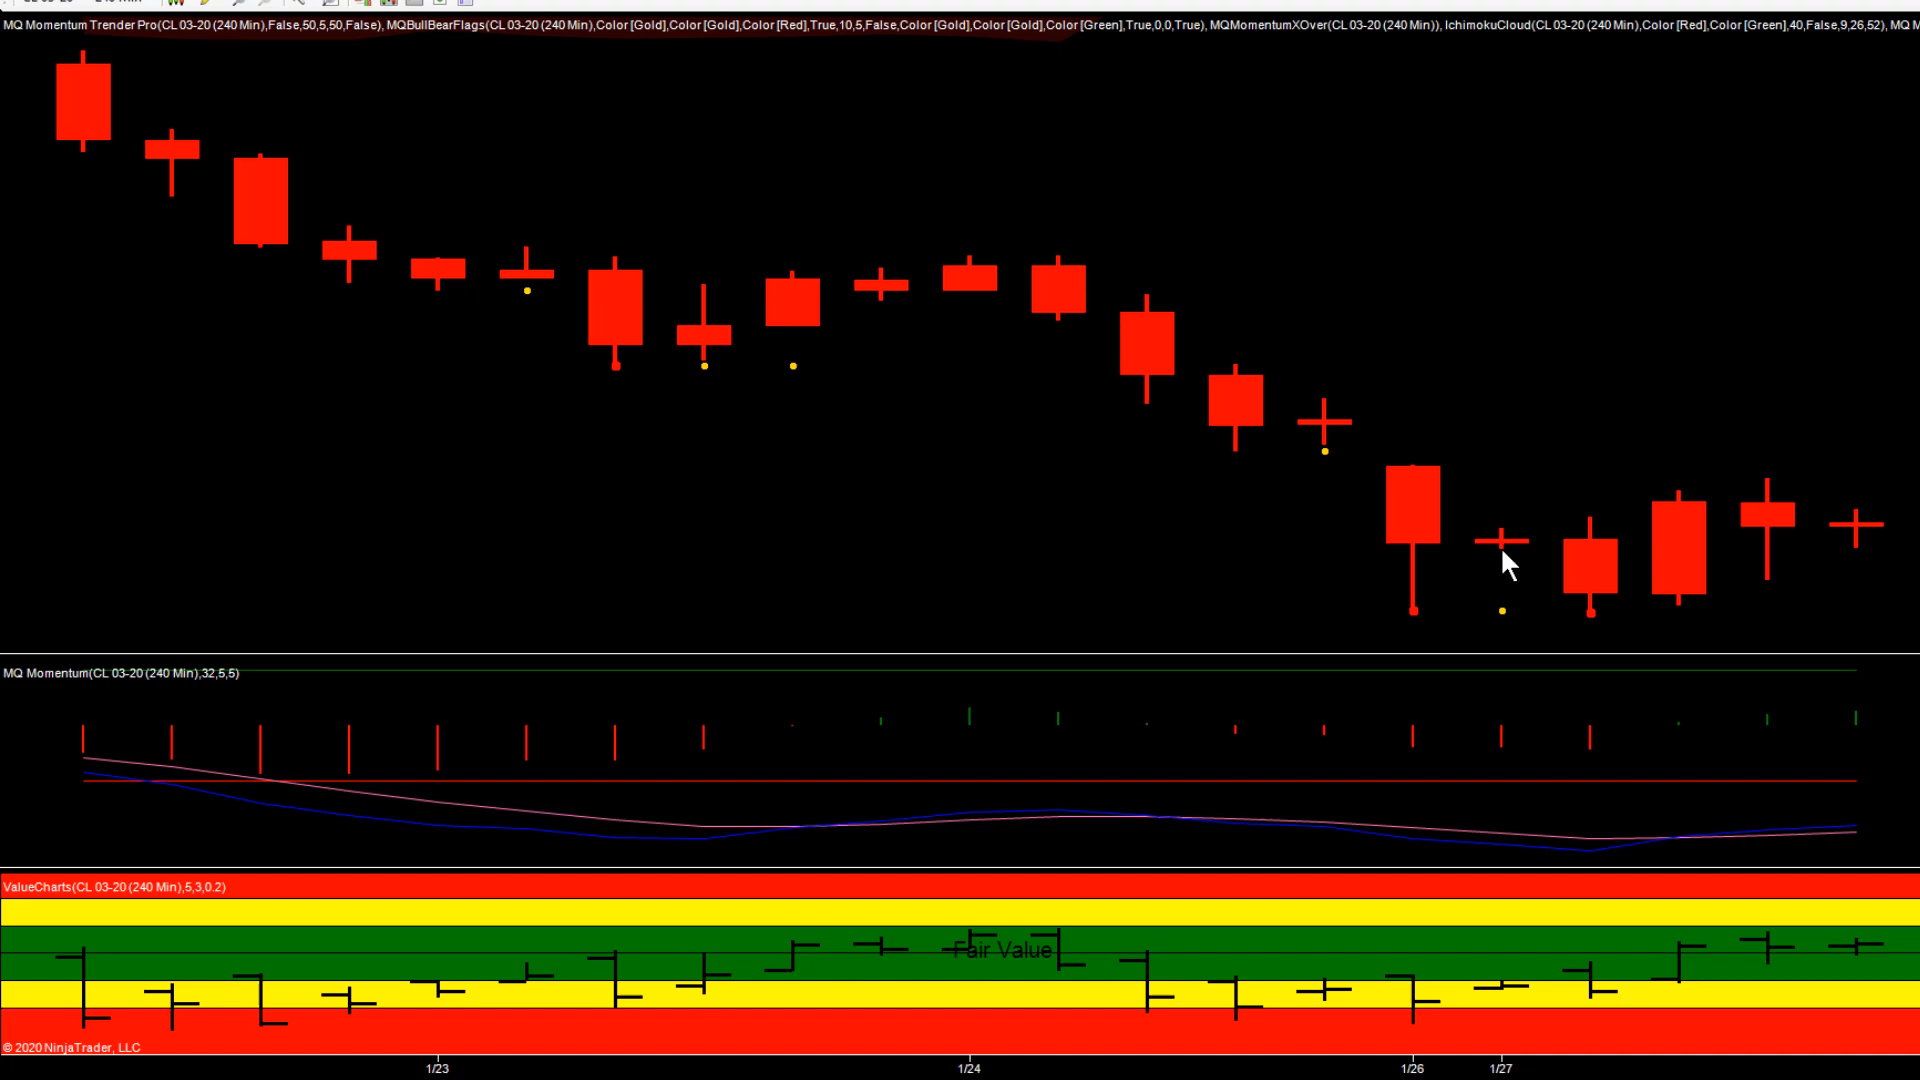 MQ Momentum Trender Pro(CL 03-20 (240 Min),False,50,5,50,False), MQBullBearFlags(CL 03-20 (240 Min),Color [Gold],Color [Gold],Color [Red],True,10,5,False,Color [Gold],Color [Gold],Color [Green],True,0,0,True), MQMomentumXOver(CL 03-20 (240 Min)), IchimokuCloud(CL 03-20 (240 Min),Color [Red],Color [Green],40,False,9,26,52), MQ M
MQ Momentum(CL 03-20 (240 Min),32,5,5)
ValueCharts(CL 03-20 (240 Min),5,3,0.2)
Fair Value
© 2020 NinjaTrader, LLC
1/23 1/24 1/26 1/27